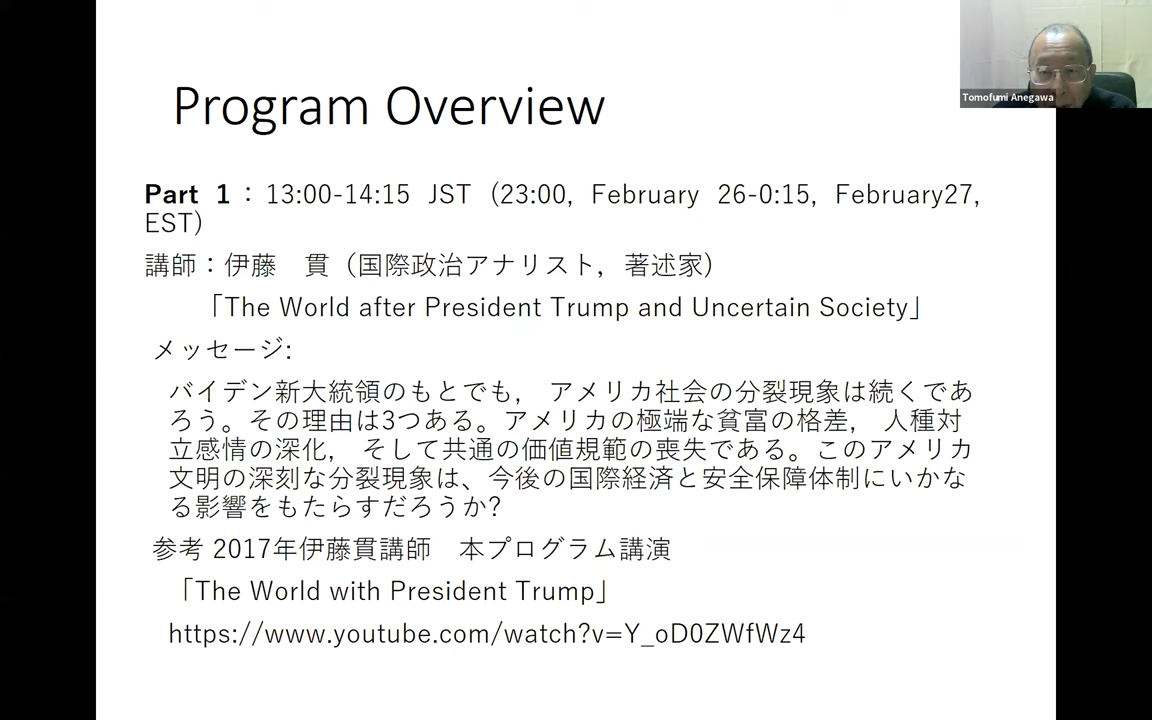 Program Overview
Tomofumi Anegawa
Part 1：13:00-14:15 JST (23:00, February 26-0:15, February27,
EST)
講師：伊藤　貫（国際政治アナリスト，著述家）
「The World after President Trump and Uncertain Society」
メッセージ:
バイデン新大統領のもとでも， アメリカ社会の分裂現象は続くであ
ろう。その理由は3つある。アメリカの極端な貧富の格差， 人種対
立感情の深化， そして共通の価値規範の喪失である。このアメリカ
文明の深刻な分裂現象は、今後の国際経済と安全保障体制にいかな
る影響をもたらすだろうか?
参考 2017年伊藤貫講師　本プログラム講演
「The World with President Trump」
https://www.youtube.com/watch?v=Y_oD0ZWfWz4